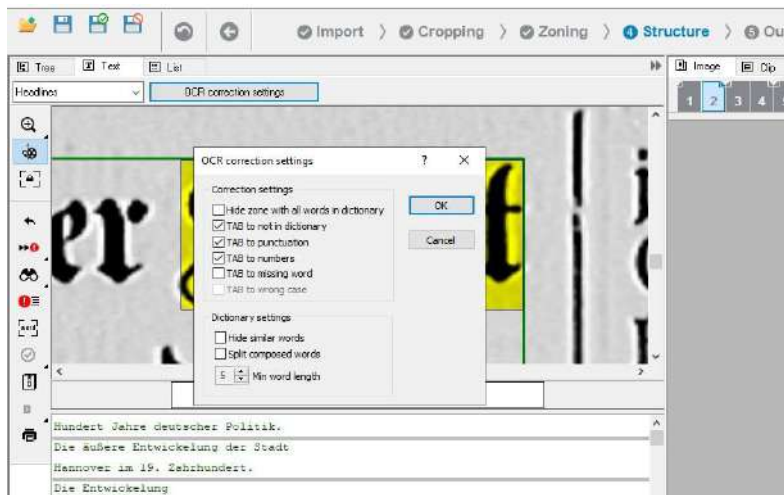 Import > Cropping > Zoning > 4 Structure > 5 Ou
Tree Text List Image Clip
Headlines OCR correction settings
1 2 3 4 5
OCR correction settings ? ×
Correction settings
Hide zone with all words in dictionary OK
TAB to not in dictionary
TAB to punctuation Cancel
TAB to numbers
TAB to missing word
TAB to wrong case
Dictionary settings
Hide similar words
Split composed words
5 Min word length
Hundert Jahre deutscher Politik.
Die äußere Entwickelung der Stadt
Hannover im 19. Zahrhundert.
Die Entwickelung